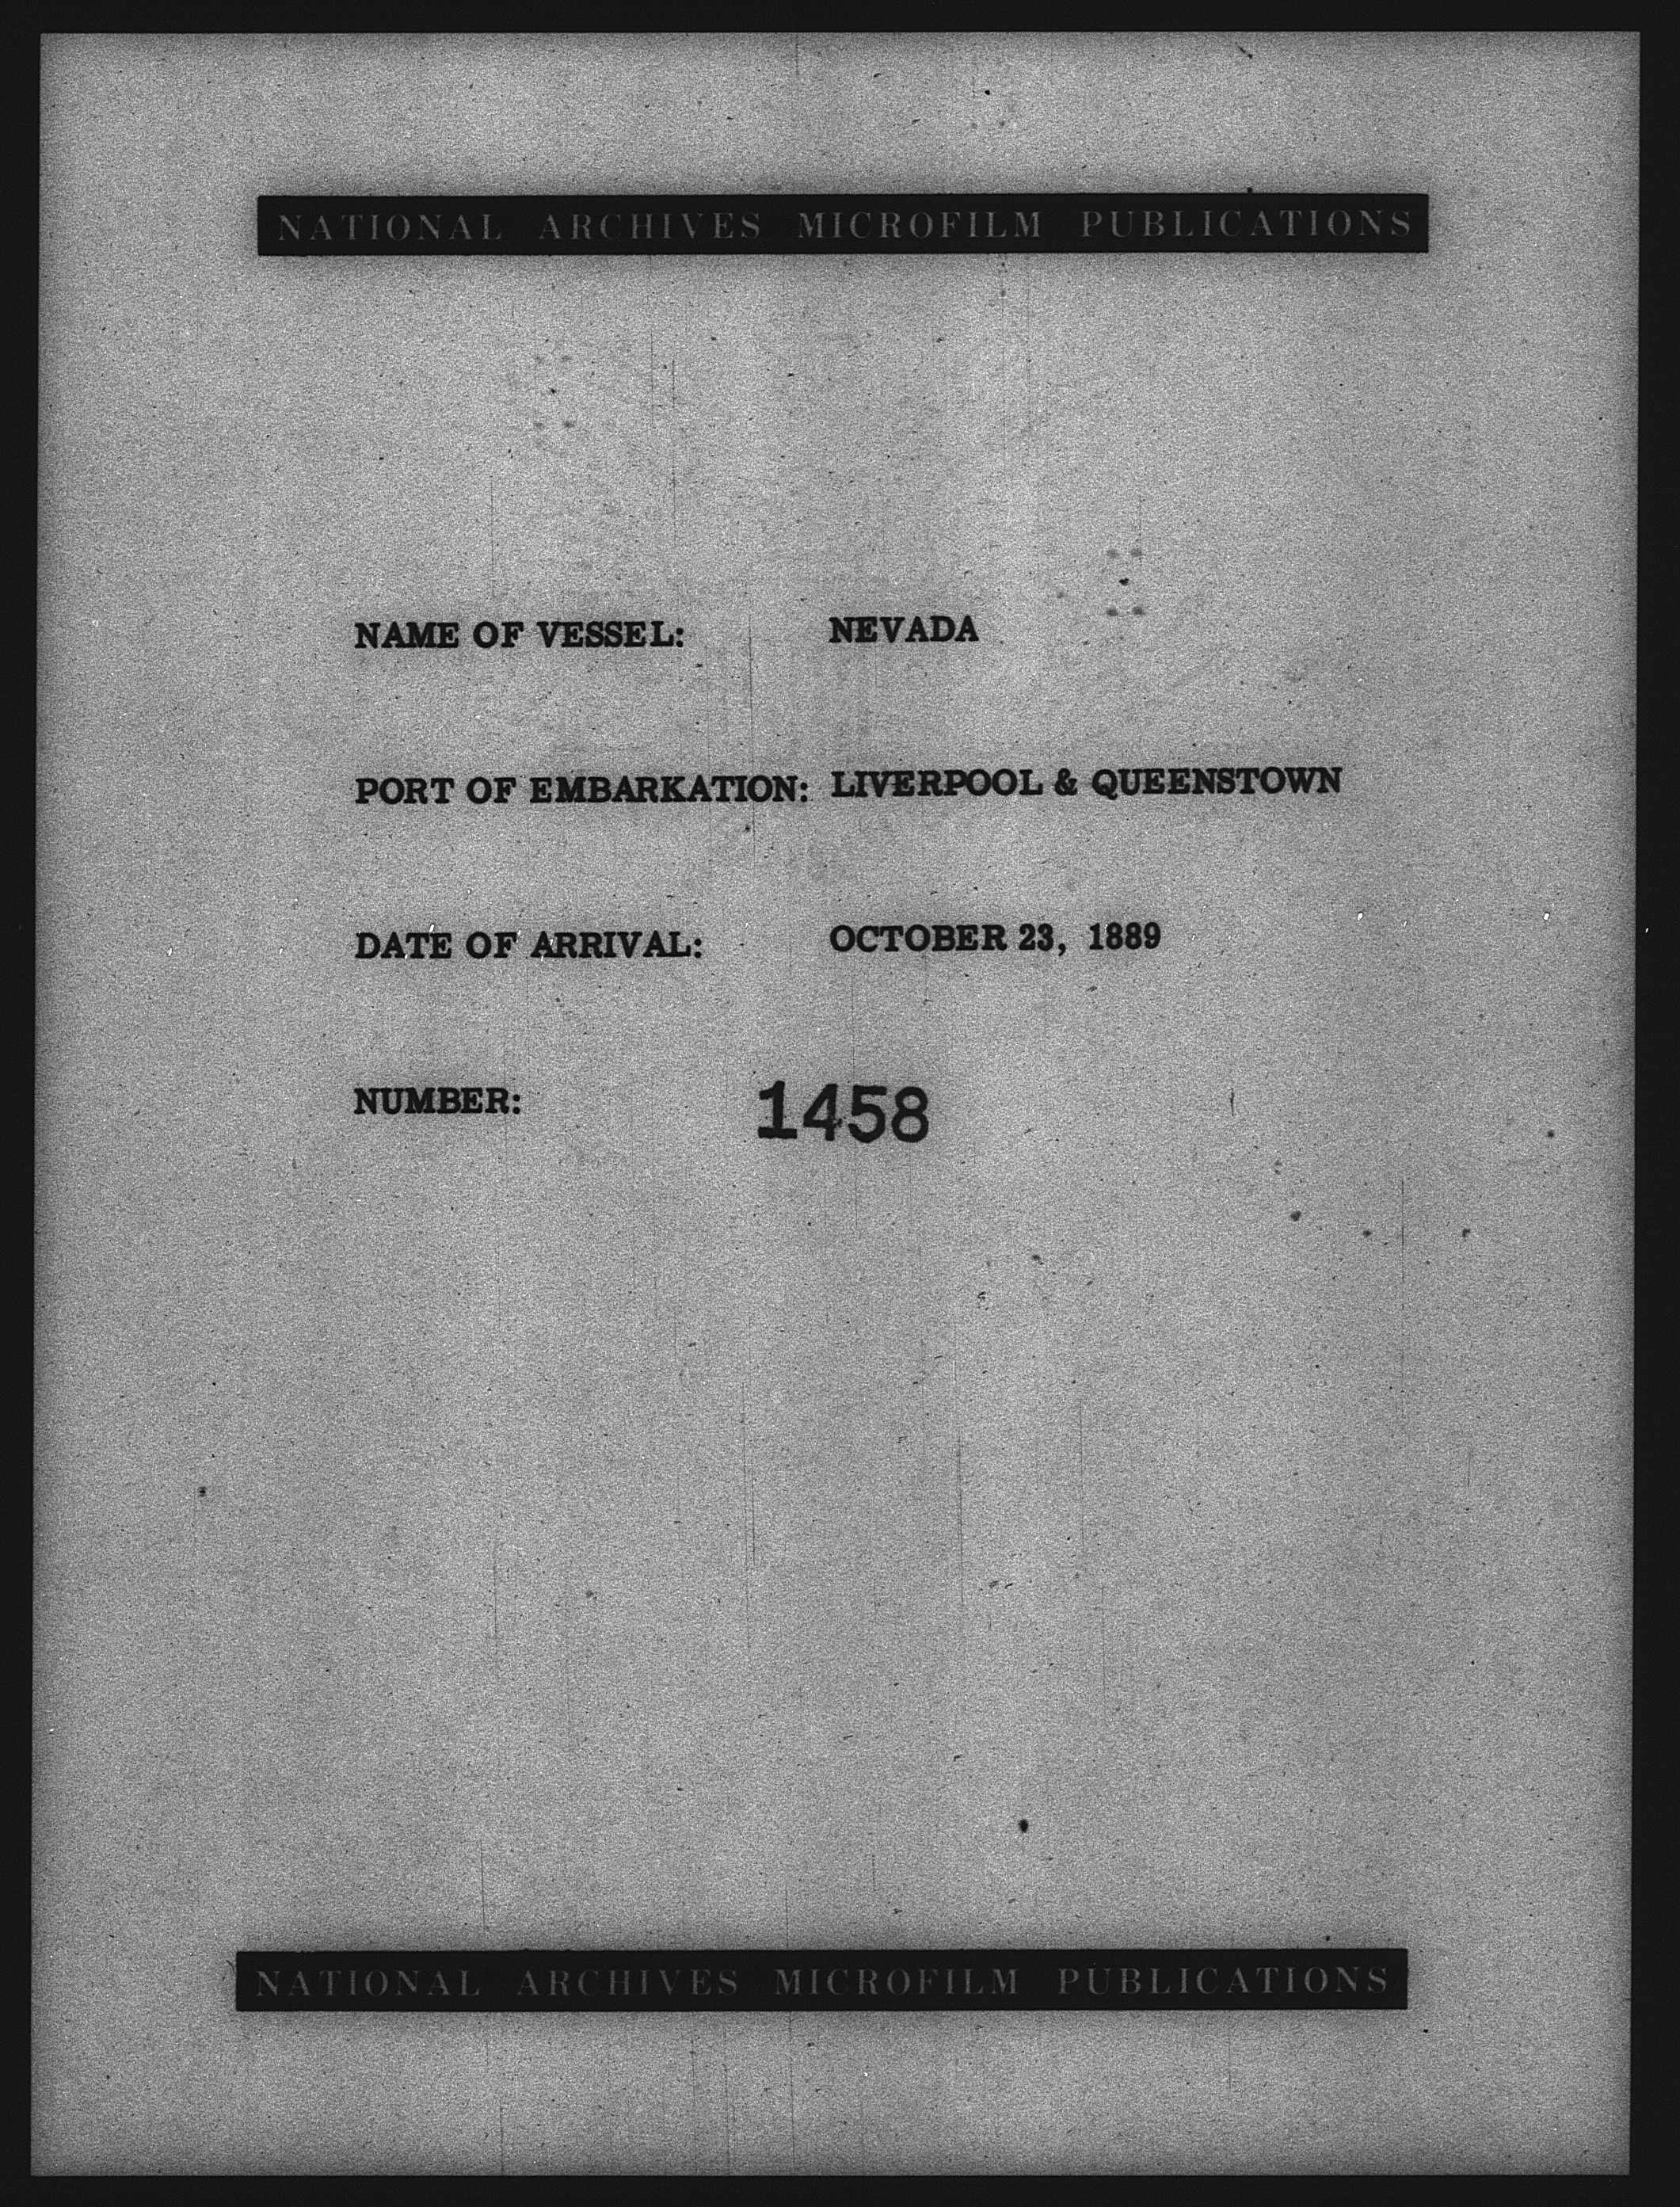 NATIONAL ARCHIVES MICROFILM PUBLICATIONS
NAME OF VESSEL: NEVADA
PORT OF EMBARKATION: LIVERPOOL & QUEENSTOWN
DATE OF ARRIVAL: OCTOBER 23, 1889
NUMBER: 1458
NATIONAL ARCHIVES MICROFILM PUBLICATIONS